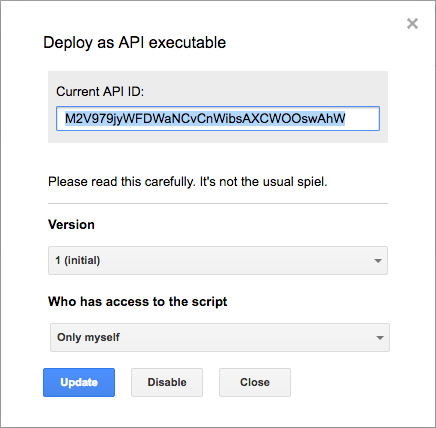 Deploy as API executable
Current API ID:
M2V979jyWFDWaNCvCnWibsAXCWOOswAhW
Please read this carefully. It's not the usual spiel.
Version
1 (initial)
Who has access to the script
Only myself
Update Disable Close